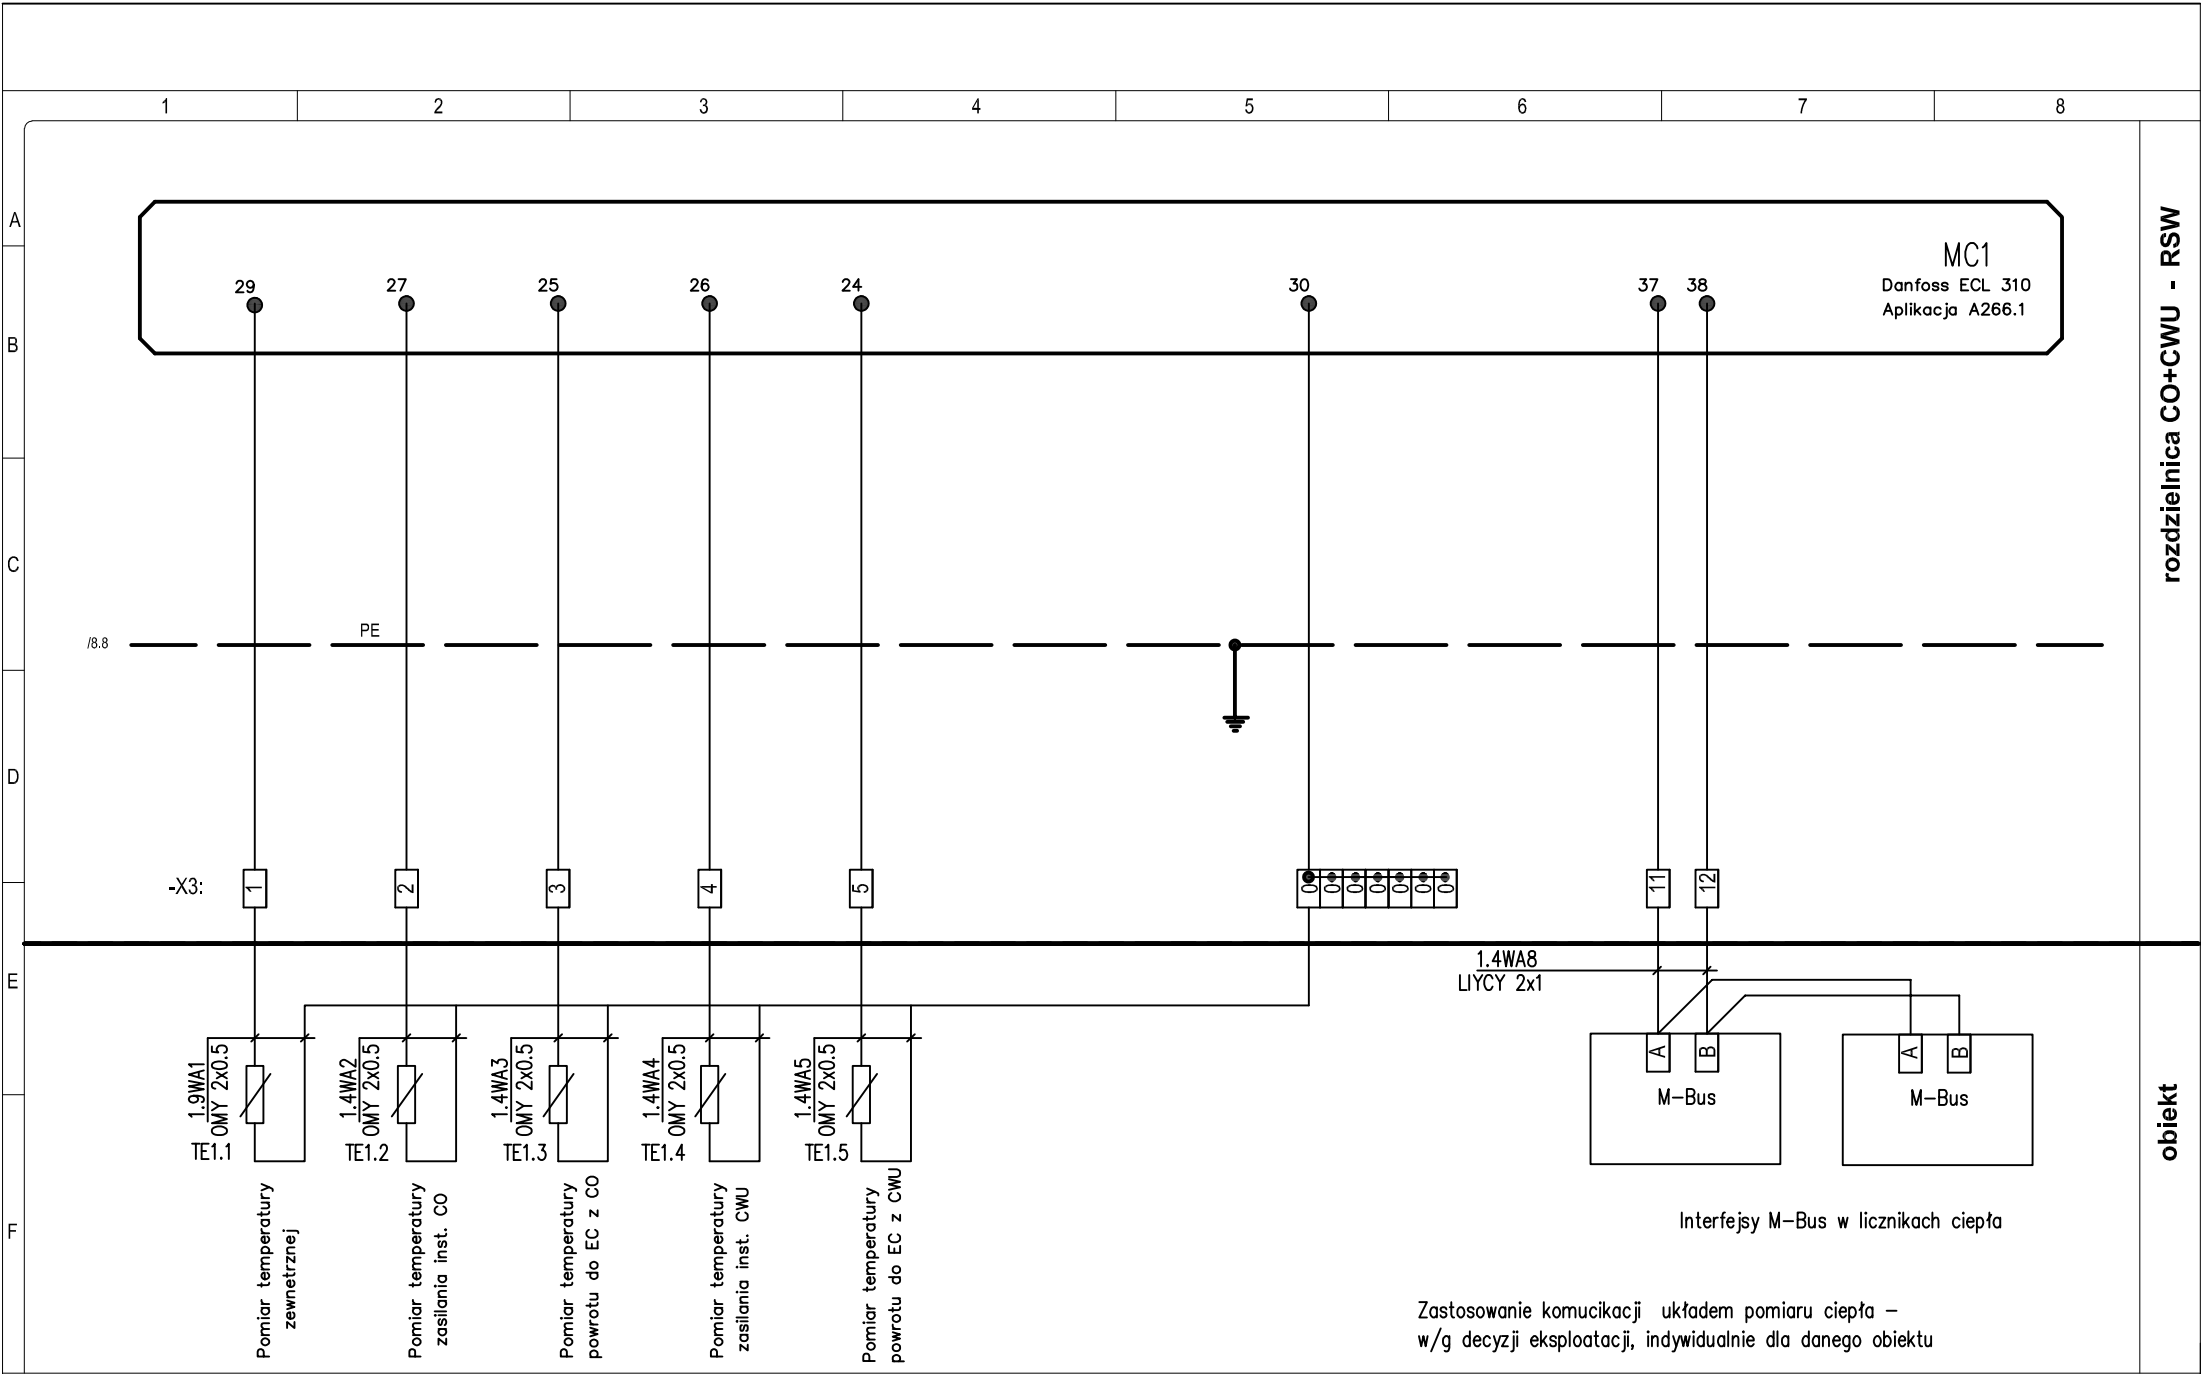 1 2 3 4 5 6 7 8
A
B
C
D
E
F
MC1
Danfoss ECL 310
Aplikacja A266.1
29 27 25 26 24 30 37 38
/8.8
PE
-X3:
1 2 3 4 5 0 0 0 0 0 0 0 11 12
1.9WA1
OMY 2x0.5
TE1.1
1.4WA2
OMY 2x0.5
TE1.2
1.4WA3
OMY 2x0.5
TE1.3
1.4WA4
OMY 2x0.5
TE1.4
1.4WA5
OMY 2x0.5
TE1.5
1.4WA8
LIYCY 2x1
A B
M-Bus
A B
M-Bus
Pomiar temperatury
zewnetrznej
Pomiar temperatury
zasilania inst. CO
Pomiar temperatury
powrotu do EC z CO
Pomiar temperatury
zasilania inst. CWU
Pomiar temperatury
powrotu do EC z CWU
Interfejsy M-Bus w licznikach ciepła
Zastosowanie komucikacji układem pomiaru ciepła -
w/g decyzji eksploatacji, indywidualnie dla danego obiektu
rozdzielnica CO+CWU - RSW
obiekt